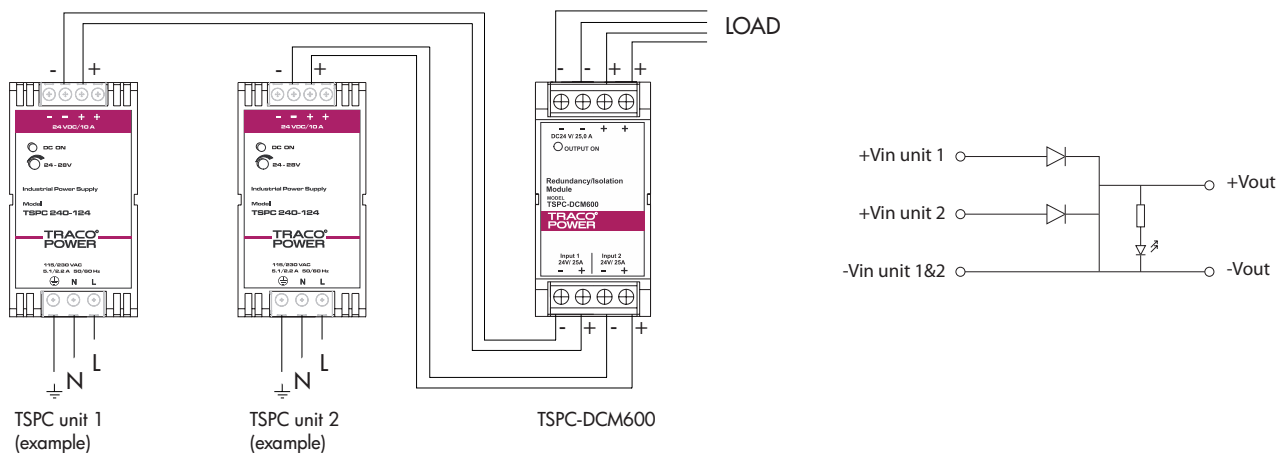 LOAD
- +
- +
- - + +
- - + +
24 VDC/10 A
DC ON
24 - 28V
Industrial Power Supply
Model
TSPC 240-124
TRACO®
POWER
115/230 VAC
5.1/2.2 A 50/60 Hz
N L
N
L
TSPC unit 1
(example)
- - + +
24 VDC/10 A
DC ON
24 - 28V
Industrial Power Supply
Model
TSPC 240-124
TRACO®
POWER
115/230 VAC
5.1/2.2 A 50/60 Hz
N L
N
L
TSPC unit 2
(example)
- - + +
DC24 V/ 25,0 A
OUTPUT ON
Redundancy/Isolation
Module
MODEL
TSPC-DCM600
TRACO®
POWER
Input 1 Input 2
24V/ 25A 24V/ 25A
- + - +
- + - +
TSPC-DCM600
+Vin unit 1
+Vin unit 2
-Vin unit 1&2
+Vout
-Vout